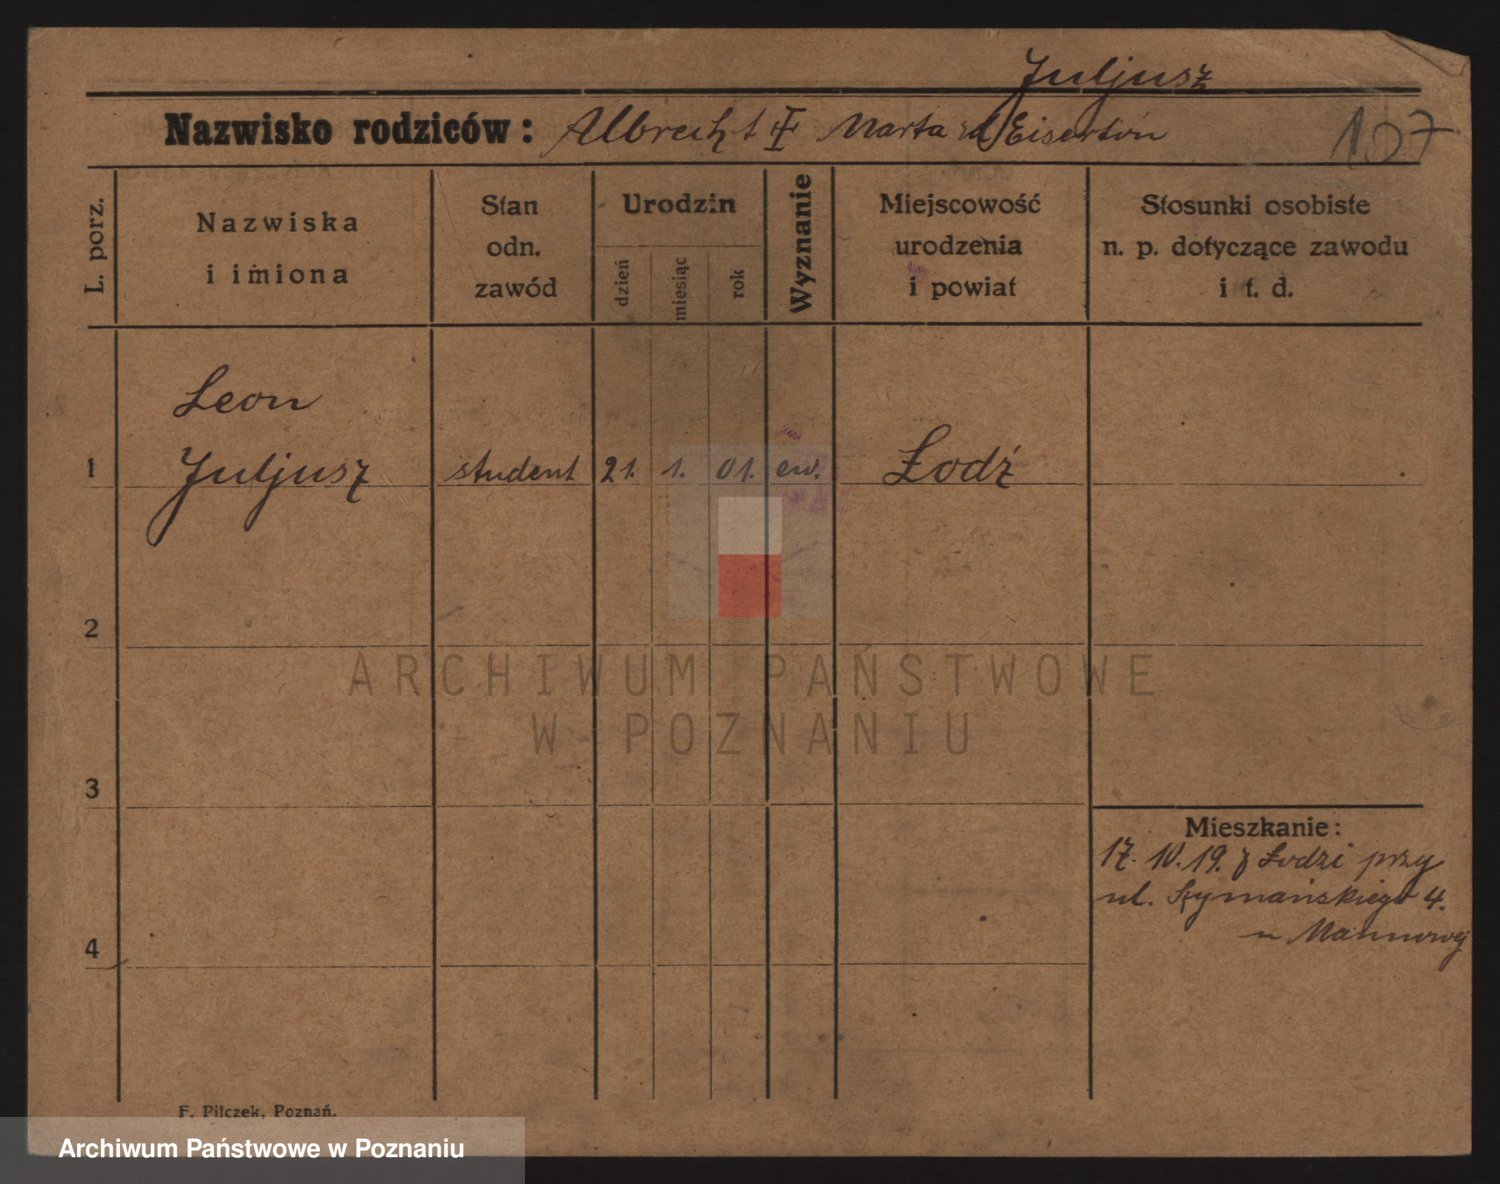 Juljusz
Nazwisko rodziców: Albrecht Marta
107
L. porz.
Nazwiska
i imiona
Stan
odn.
zawód
Urodzin
dzień
miesiąc
rok
Wyznanie
Miejscowość
urodzenia
i powiat
Stosunki osobiste
n. p. dotyczące zawodu
i t. d.
Leon
1 Juljusz student 21. 1. 01. ew. Łodź
2
3
4
Mieszkanie:
17. 10. 19. z Łodzi przy
ul. Szymańskiego 4.
F. Pilczek, Poznań.
ARCHIWUM PAŃSTWOWE
W POZNANIU
Archiwum Państwowe w Poznaniu